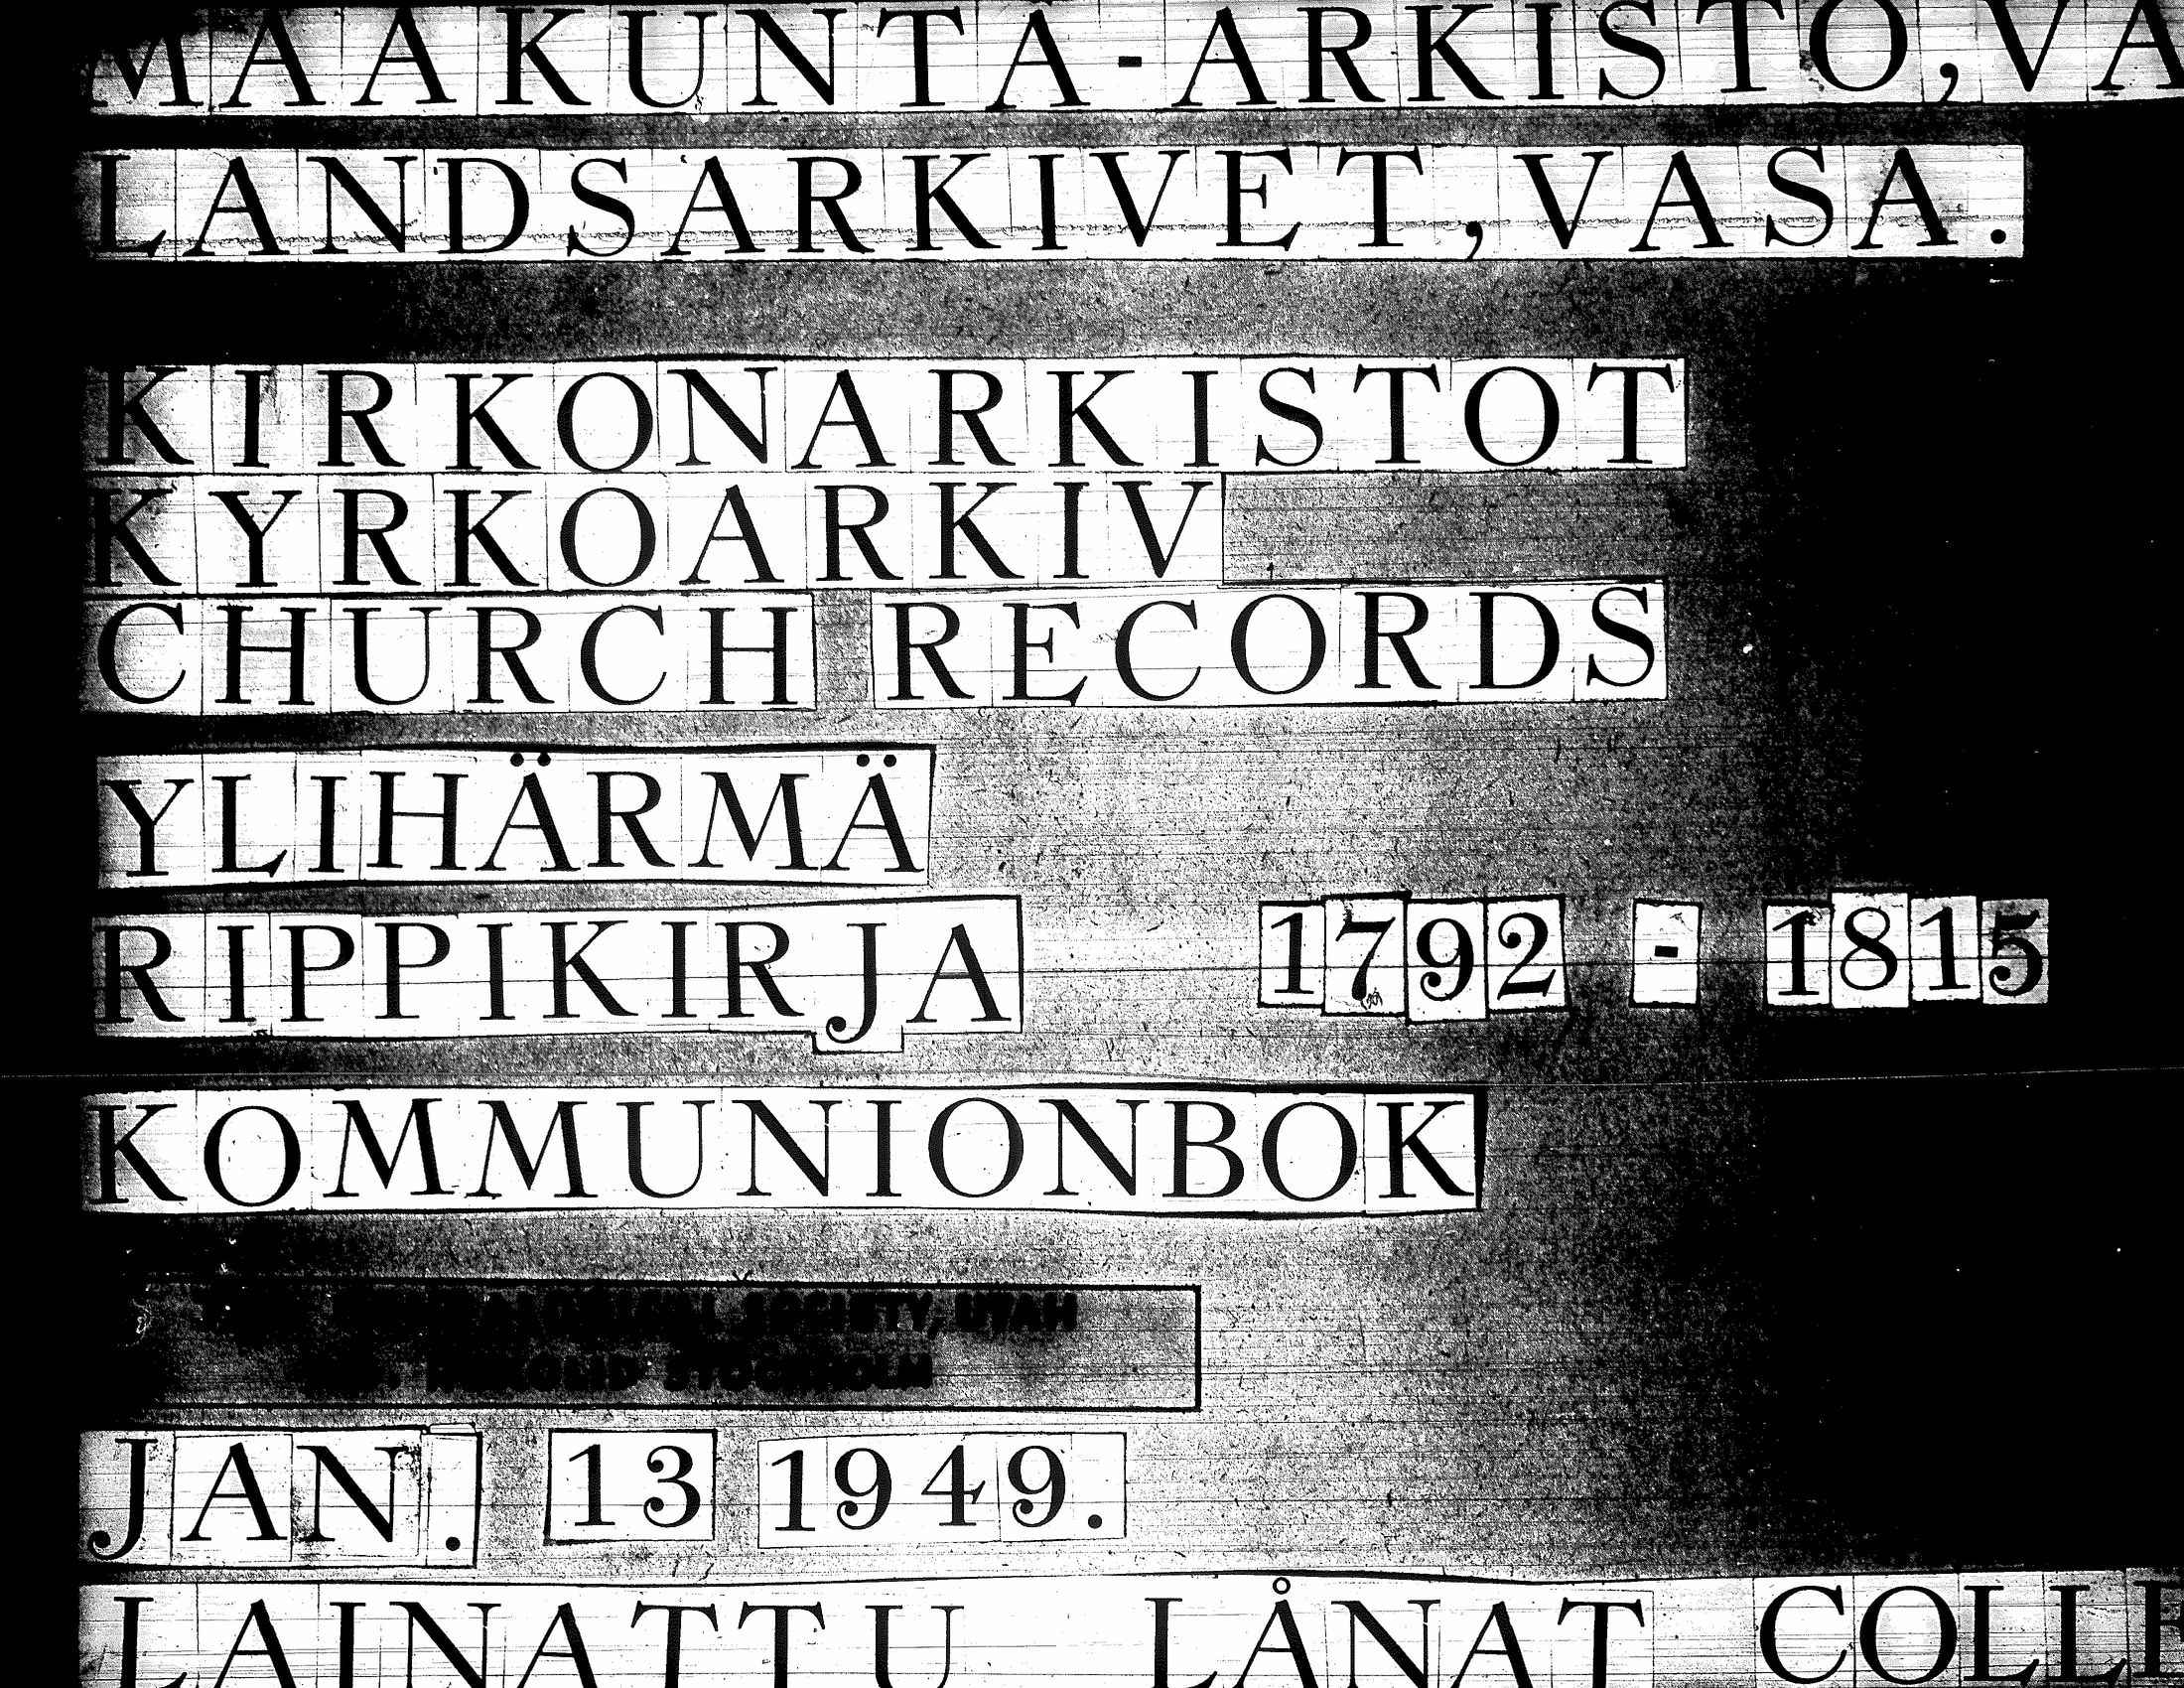 MAAKUNTA-ARKISTO, VA
LANDSARKIVET, VASA.
KIRKONARKISTOT
KYRKOARKIV
CHURCH RECORDS
YLIHÄRMÄ
RIPPIKIRJA 1792 - 1815
KOMMUNIONBOK
SOCIETY, UTAH
STOCKHOLM
JAN. 13 1949.
LAINATTU LÅNAT COLLE